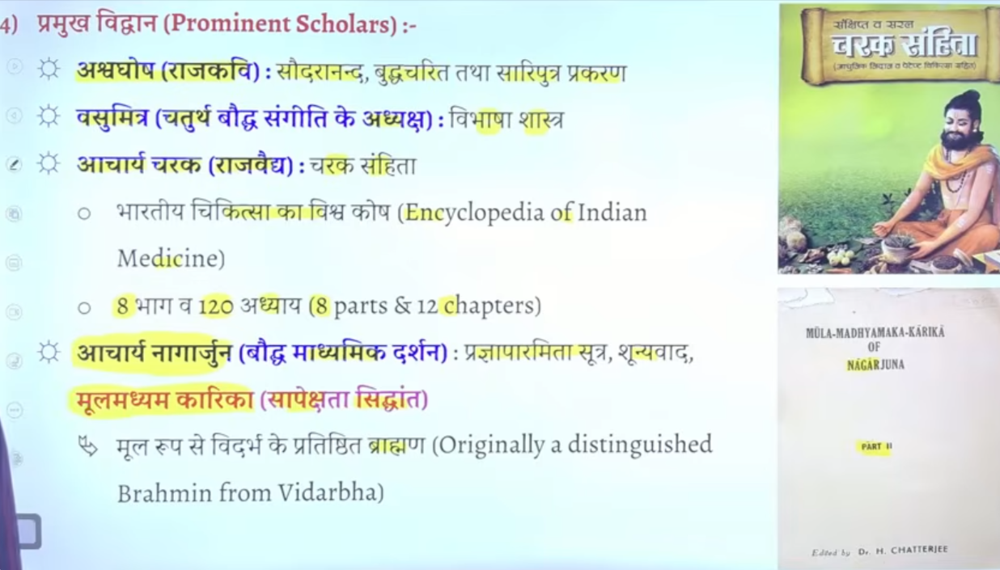 4) प्रमुख विद्वान (Prominent Scholars) :-
अश्वघोष (राजकवि) : सौदरानन्द, बुद्धचरित तथा सारिपुत्र प्रकरण
वसुमित्र (चतुर्थ बौद्ध संगीति के अध्यक्ष) : विभाषा शास्त्र
आचार्य चरक (राजवैद्य) : चरक संहिता
भारतीय चिकित्सा का विश्व कोष (Encyclopedia of Indian
Medicine)
8 भाग व 120 अध्याय (8 parts & 12 chapters)
आचार्य नागार्जुन (बौद्ध माध्यमिक दर्शन) : प्रज्ञापारमिता सूत्र, शून्यवाद,
मूलमध्यम कारिका (सापेक्षता सिद्धांत)
मूल रूप से विदर्भ के प्रतिष्ठित ब्राह्मण (Originally a distinguished
Brahmin from Vidarbha)
संक्षिप्त व सरल
चरक संहिता
MŪLA-MADHYAMAKA-KĀRIKĀ
OF
NĀGĀRJUNA
PART II
Edited by Dr. H. CHATTERJEE